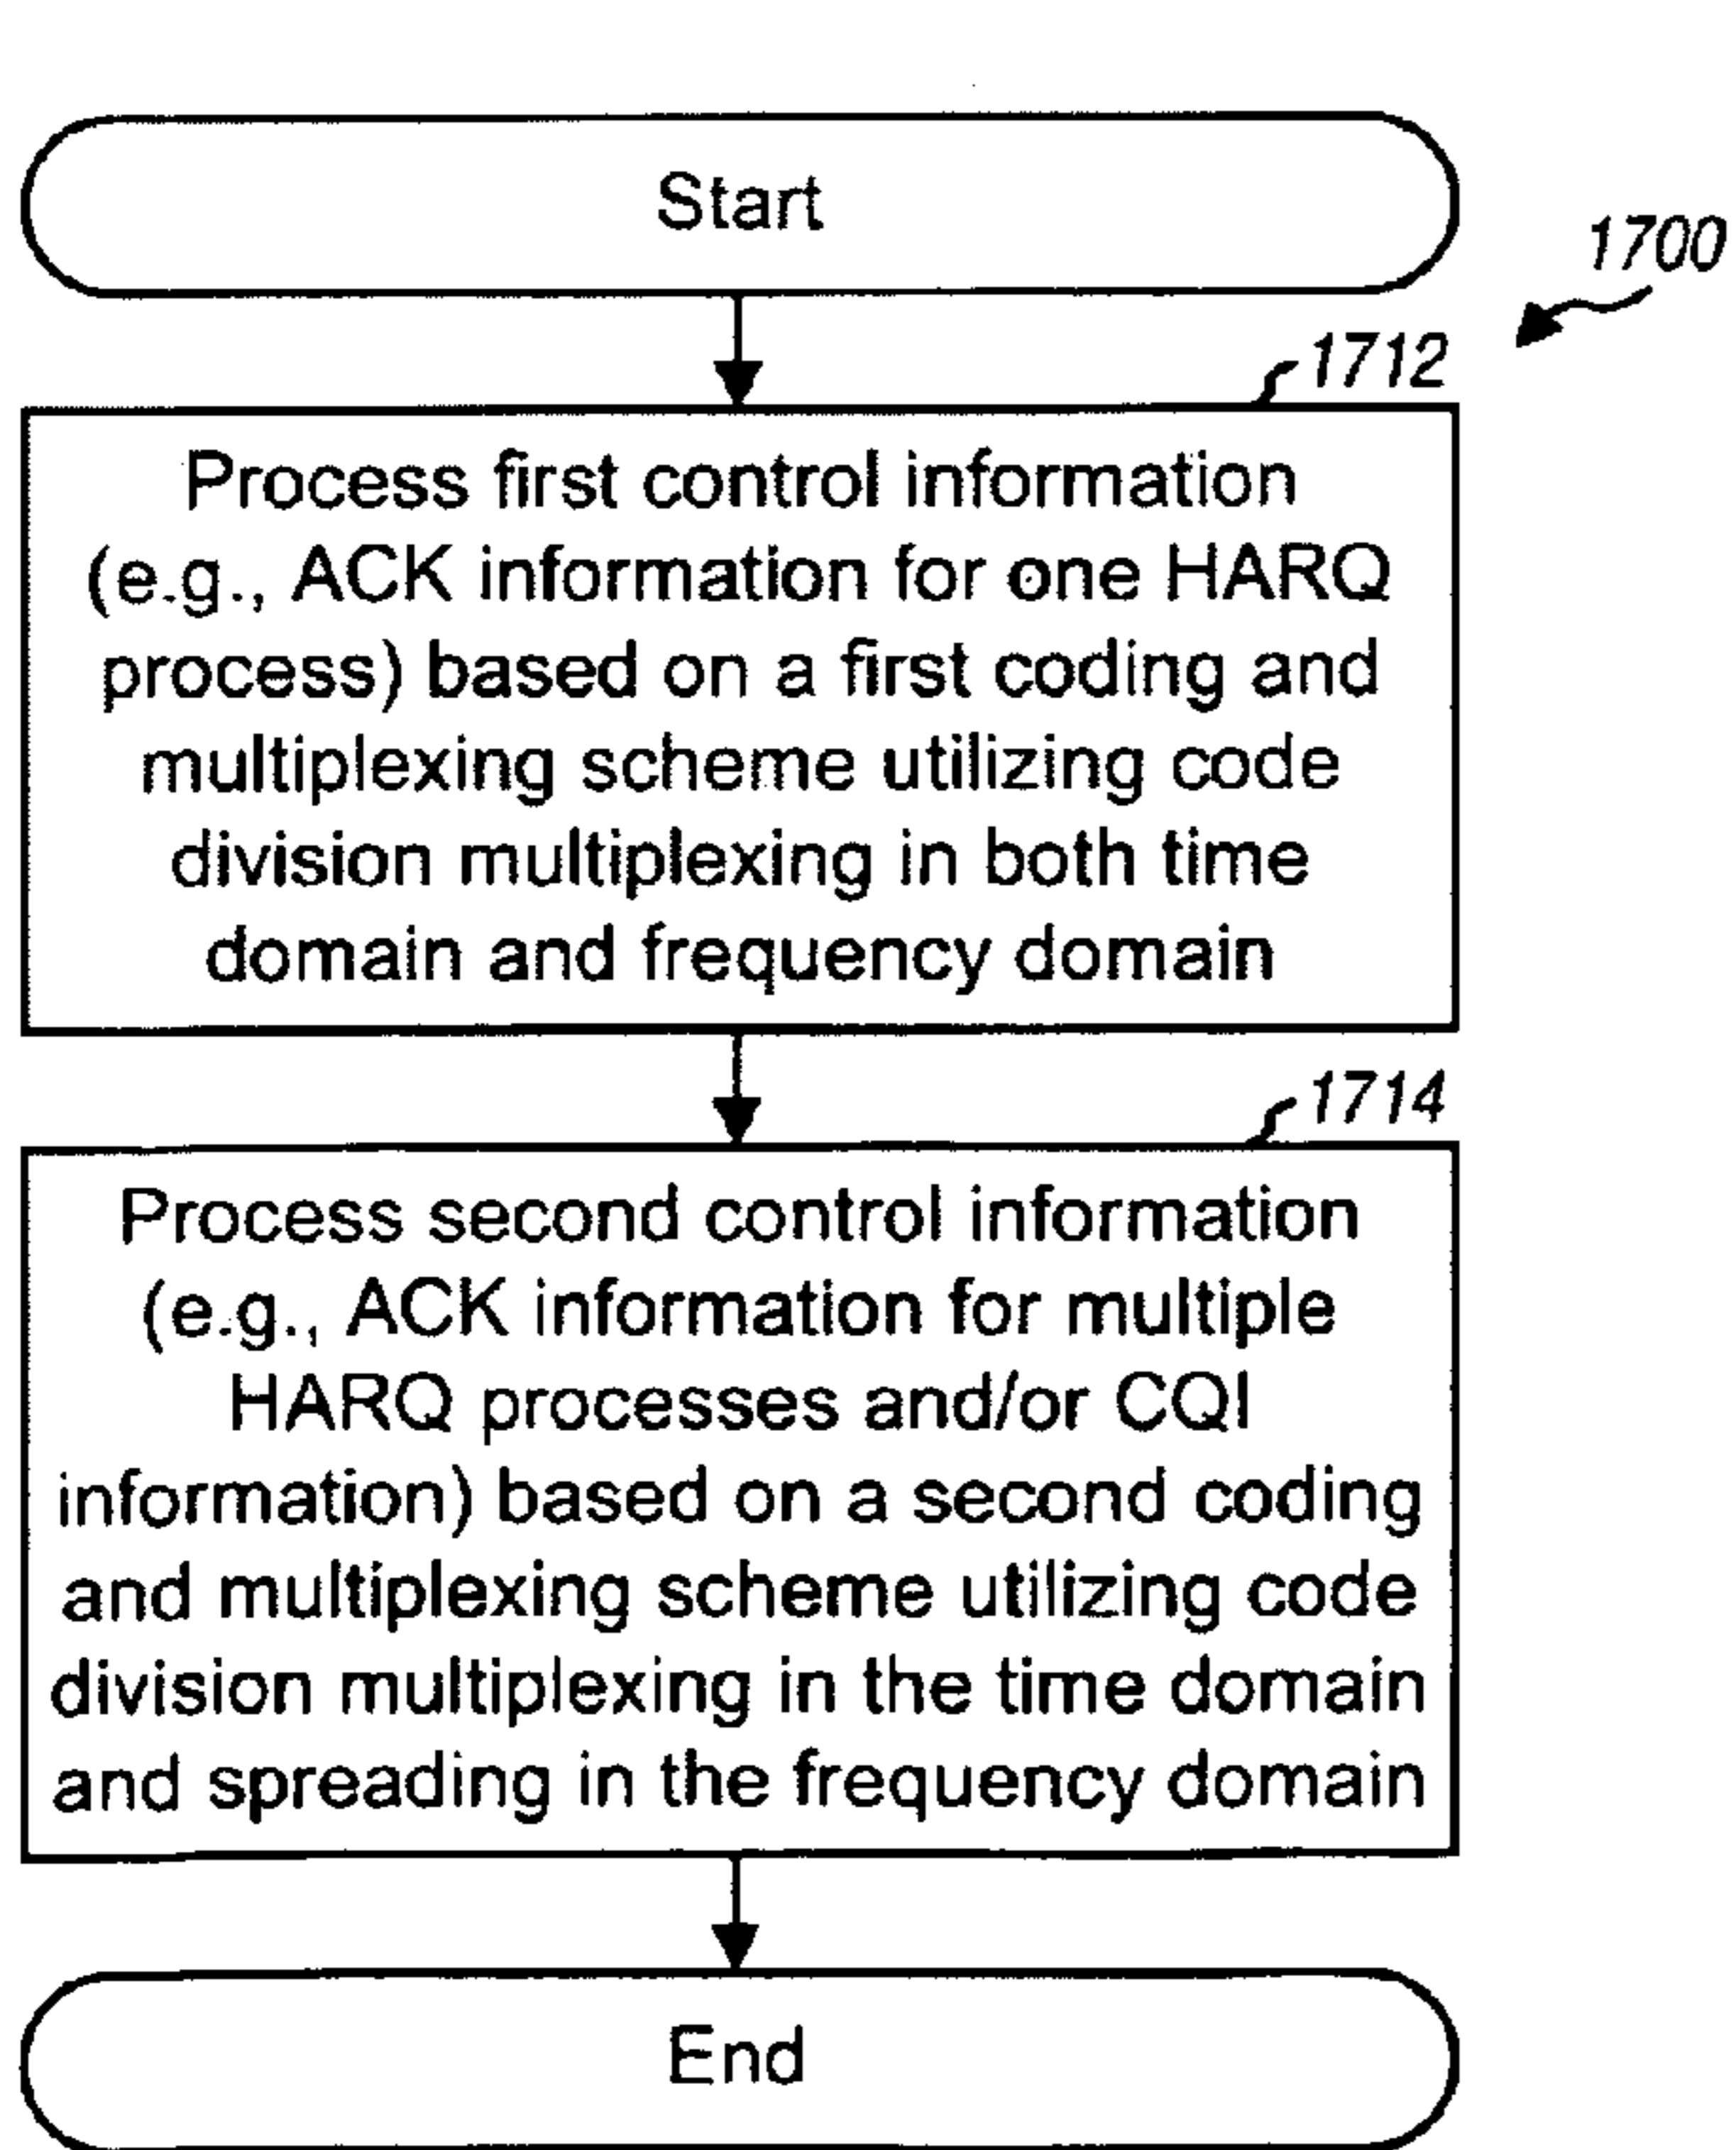 Start
1700
1712
Process first control information
(e.g., ACK information for one HARQ
process) based on a first coding and
multiplexing scheme utilizing code
division multiplexing in both time
domain and frequency domain
1714
Process second control information
(e.g., ACK information for multiple
HARQ processes and/or CQI
information) based on a second coding
and multiplexing scheme utilizing code
division multiplexing in the time domain
and spreading in the frequency domain
End